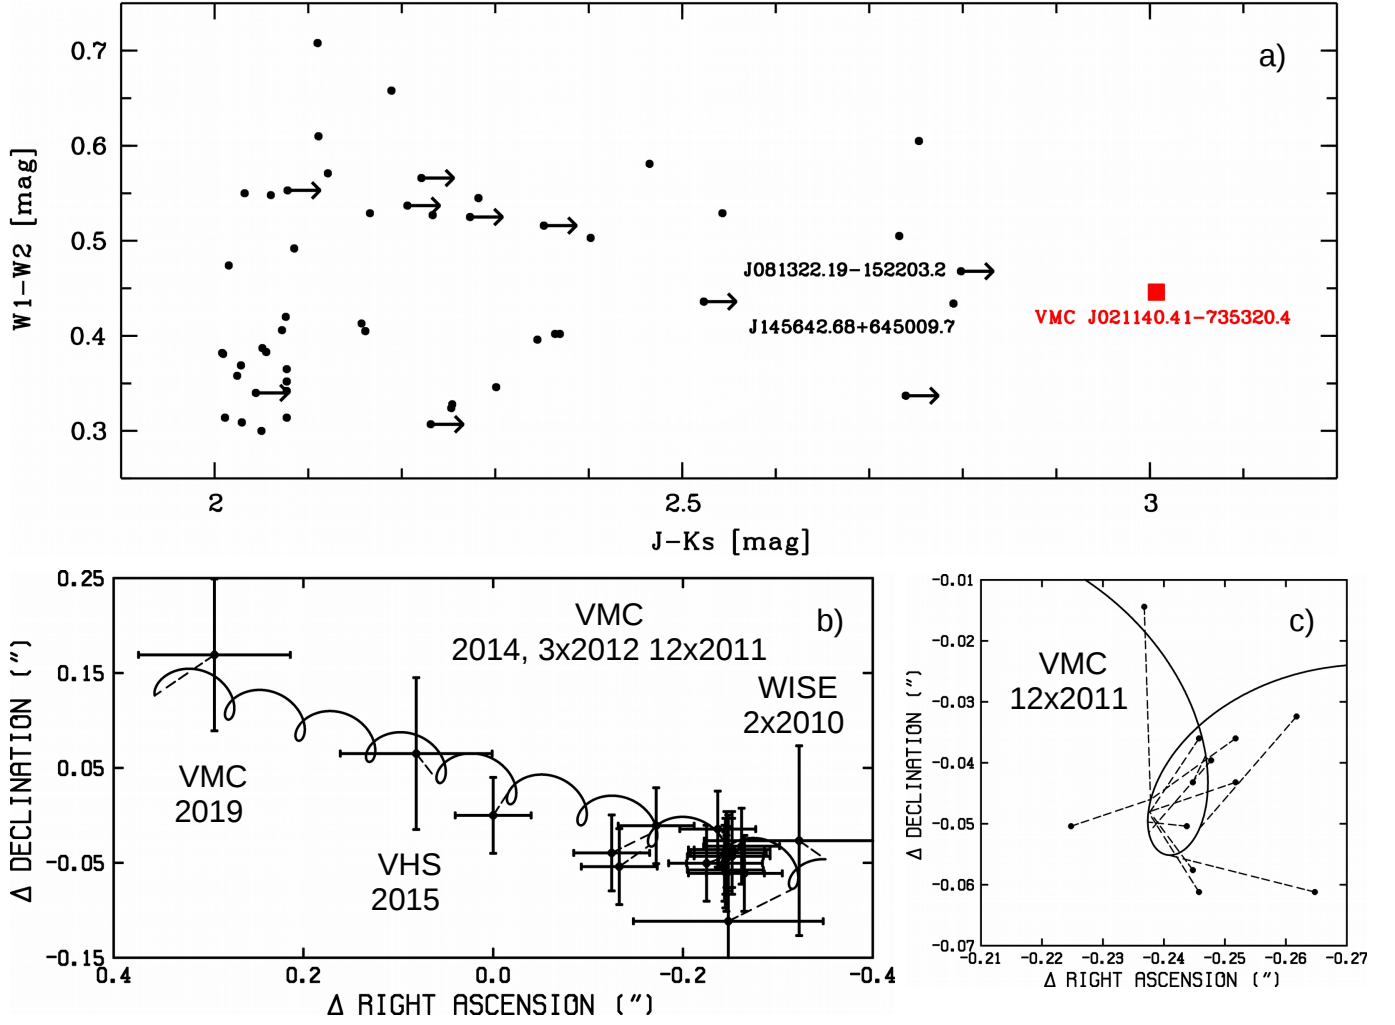 a)
0.7
0.6
0.5
0.4
0.3
W1-W2 [mag]
J081322.19-152203.2
J145642.68+645009.7
VMC J021140.41-735320.4
2
2.5
3
J-Ks [mag]
b)
0.25
0.15
0.05
-0.05
-0.15
Δ DECLINATION (")
VMC
2014, 3x2012 12x2011
WISE
2x2010
VMC
2019
VHS
2015
0.4
0.2
0.0
-0.2
-0.4
Δ RIGHT ASCENSION (")
c)
-0.01
-0.02
-0.03
-0.04
-0.05
-0.06
-0.07
Δ DECLINATION (")
VMC
12x2011
-0.21
-0.22
-0.23
-0.24
-0.25
-0.26
-0.27
Δ RIGHT ASCENSION (")